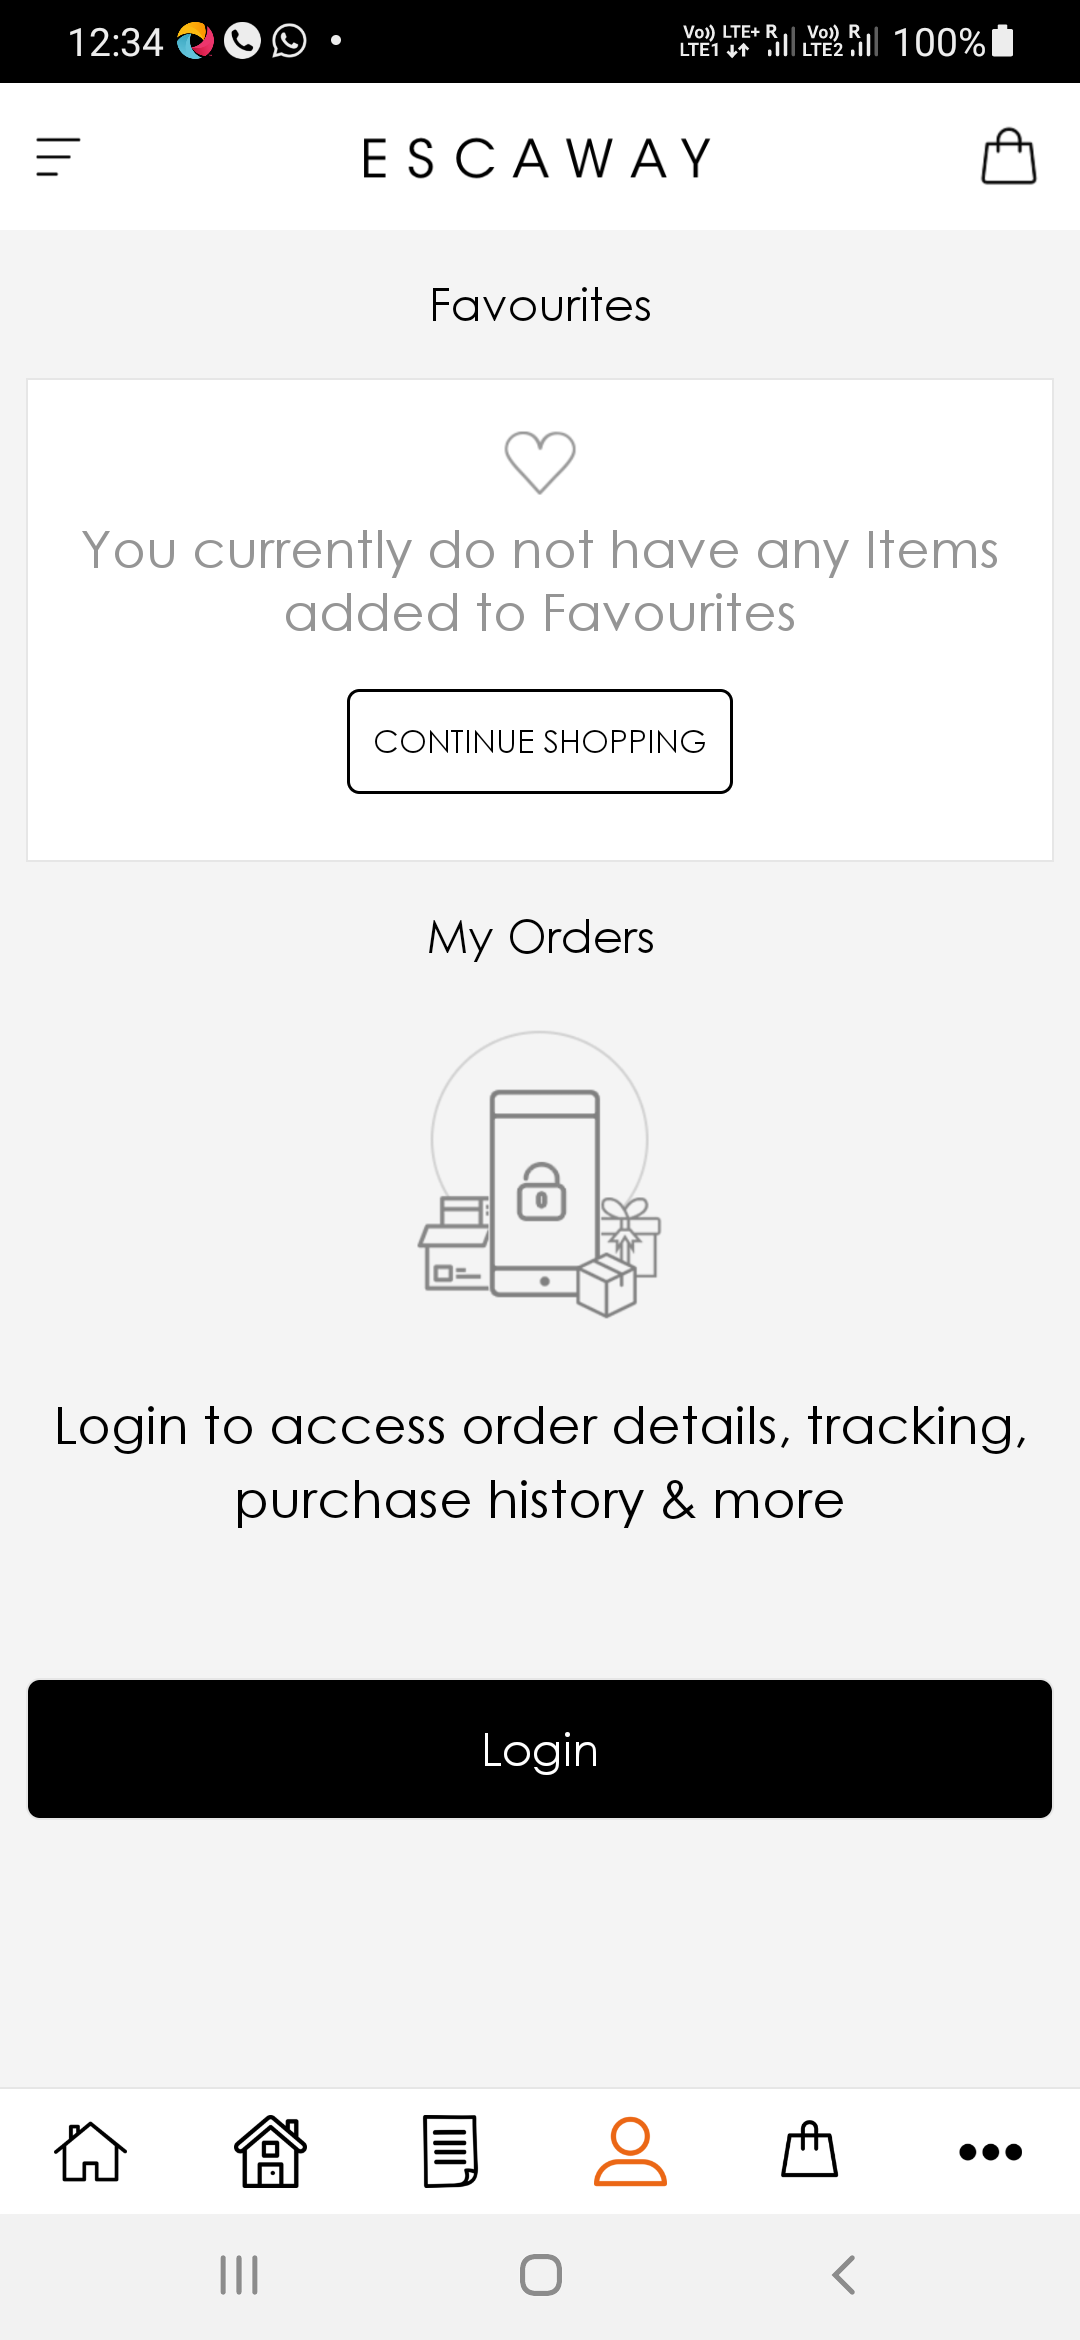 12:34
Vo)) LTE+ R Vo)) R
LTE1 LTE2 100%
ESCAWAY
Favourites
You currently do not have any Items
added to Favourites
CONTINUE SHOPPING
My Orders
Login to access order details, tracking,
purchase history & more
Login